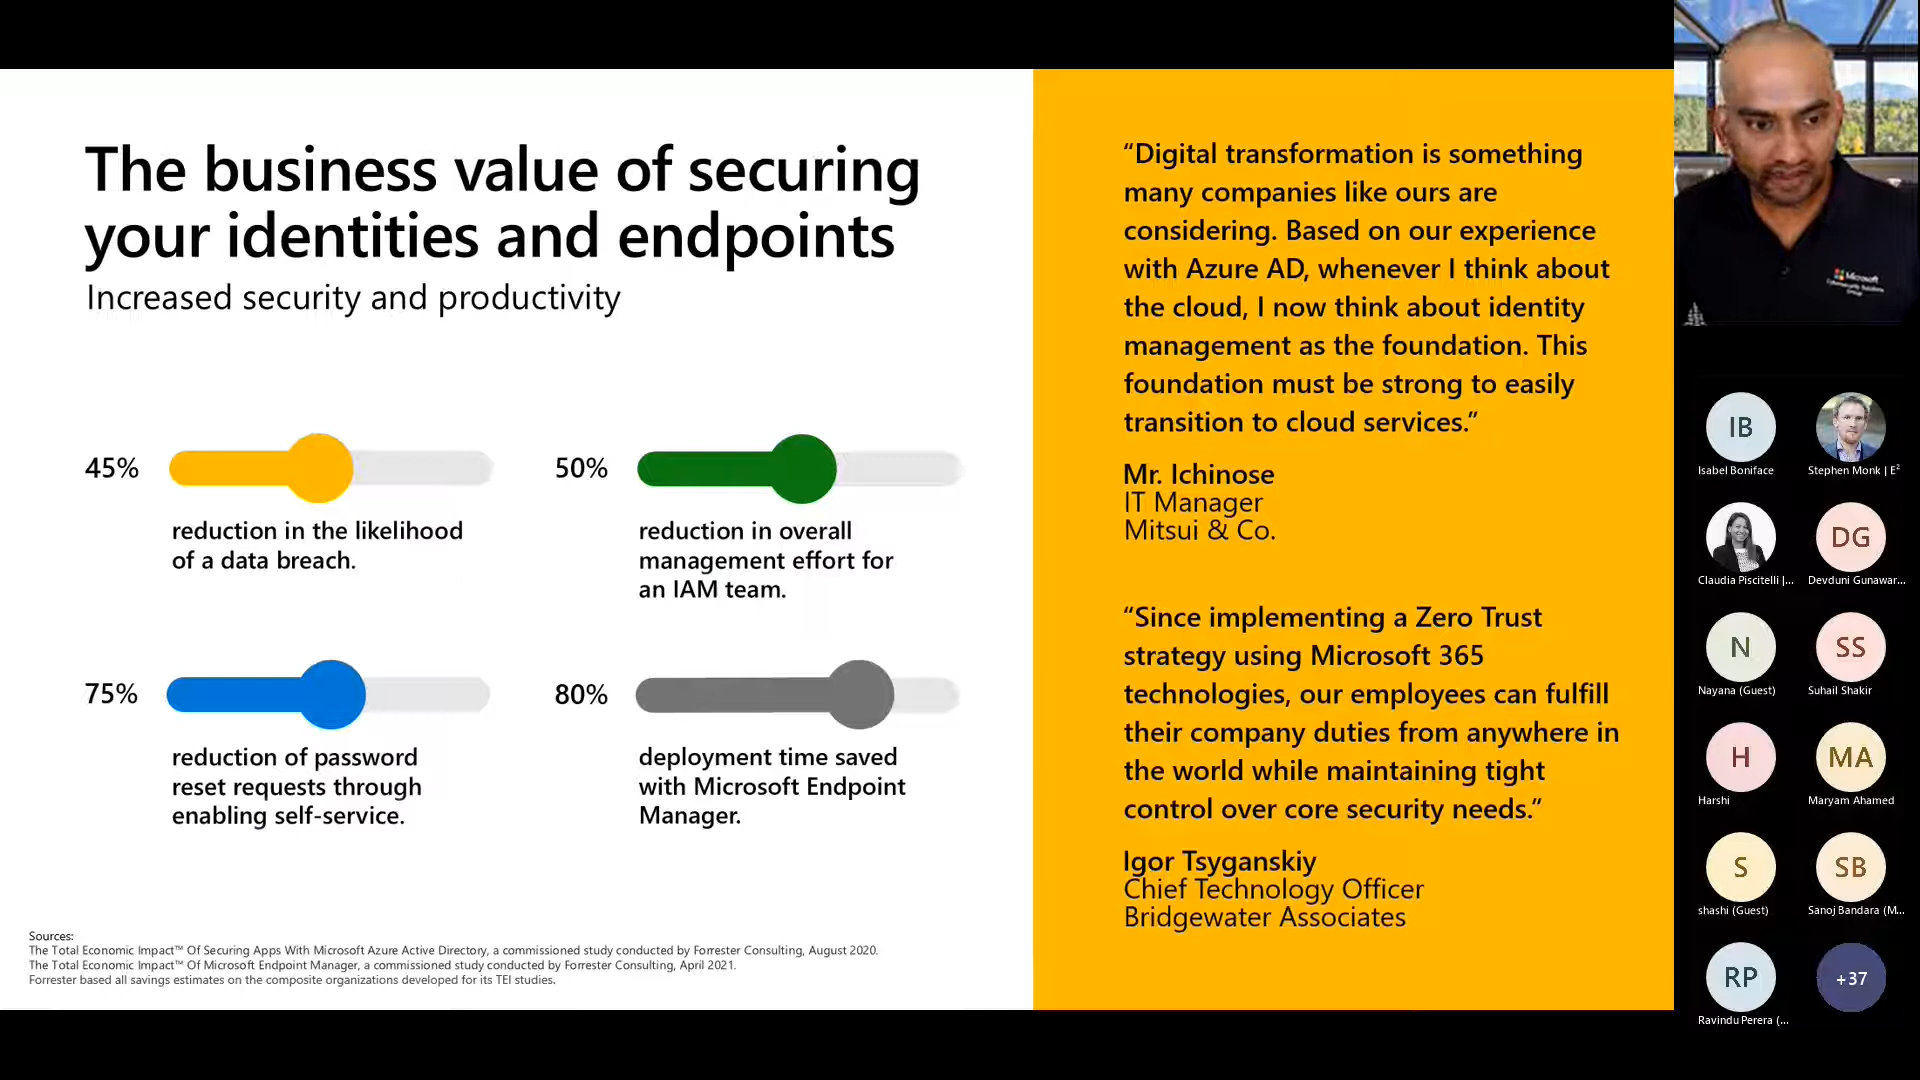 The business value of securing
your identities and endpoints
Increased security and productivity
45%
reduction in the likelihood
of a data breach.
50%
reduction in overall
management effort for
an IAM team.
75%
reduction of password
reset requests through
enabling self-service.
80%
deployment time saved
with Microsoft Endpoint
Manager.
Sources:
The Total Economic Impact™ Of Securing Apps With Microsoft Azure Active Directory, a commissioned study conducted by Forrester Consulting, August 2020.
The Total Economic Impact™ Of Microsoft Endpoint Manager, a commissioned study conducted by Forrester Consulting, April 2021.
Forrester based all savings estimates on the composite organizations developed for its TEI studies.
“Digital transformation is something
many companies like ours are
considering. Based on our experience
with Azure AD, whenever I think about
the cloud, I now think about identity
management as the foundation. This
foundation must be strong to easily
transition to cloud services.”
Mr. Ichinose
IT Manager
Mitsui & Co.
“Since implementing a Zero Trust
strategy using Microsoft 365
technologies, our employees can fulfill
their company duties from anywhere in
the world while maintaining tight
control over core security needs.”
Igor Tsyganskiy
Chief Technology Officer
Bridgewater Associates
Microsoft
Cybersecurity Solutions
Group
IB
Isabel Boniface
Stephen Monk | E²
Claudia Piscitelli |...
DG
Devduni Gunawar...
N
Nayana (Guest)
SS
Suhail Shakir
H
Harshi
MA
Maryam Ahamed
S
shashi (Guest)
SB
Sanoj Bandara (M...
RP
Ravindu Perera (...
+37